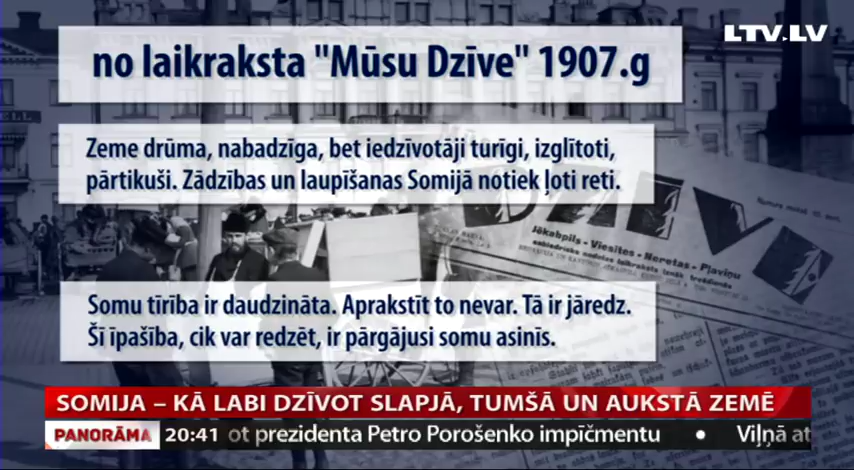 LTV.LV
no laikraksta "Mūsu Dzīve" 1907.g
Zeme drūma, nabadzīga, bet iedzīvotāji turīgi, izglītoti,
pārtikuši. Zādzības un laupīšanas Somijā notiek ļoti reti.
Jēkabpils - Viesītes - Neretas - Pļaviņu
Somu tīrība ir daudzināta. Aprakstīt to nevar. Tā ir jāredz.
Šī īpašība, cik var redzēt, ir pārgājusi somu asinīs.
SOMIJA – KĀ LABI DZĪVOT SLAPJĀ, TUMŠĀ UN AUKSTĀ ZEMĒ
PANORĀMA 20:41 ot prezidenta Petro Porošenko impīčmentu • Viļņā at